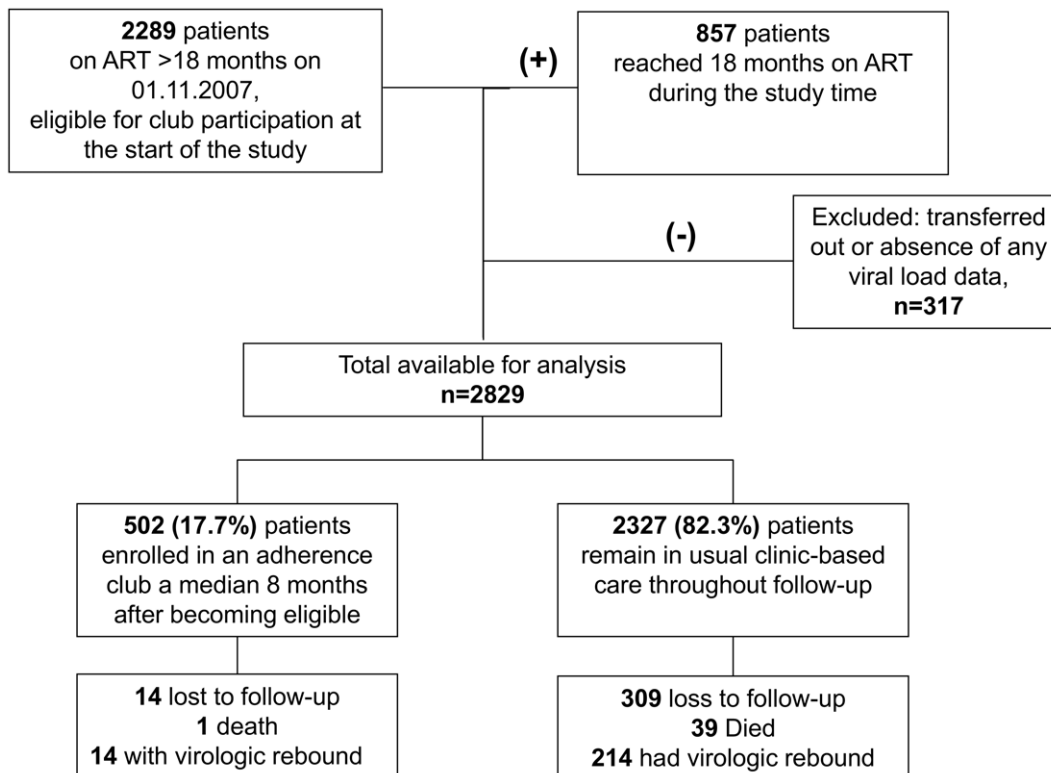 2289 patients
on ART >18 months on
01.11.2007,
eligible for club participation at
the start of the study
(+)
857 patients
reached 18 months on ART
during the study time
(-)
Excluded: transferred
out or absence of any
viral load data,
n=317
Total available for analysis
n=2829
502 (17.7%) patients
enrolled in an adherence
club a median 8 months
after becoming eligible
2327 (82.3%) patients
remain in usual clinic-based
care throughout follow-up
14 lost to follow-up
1 death
14 with virologic rebound
309 loss to follow-up
39 Died
214 had virologic rebound